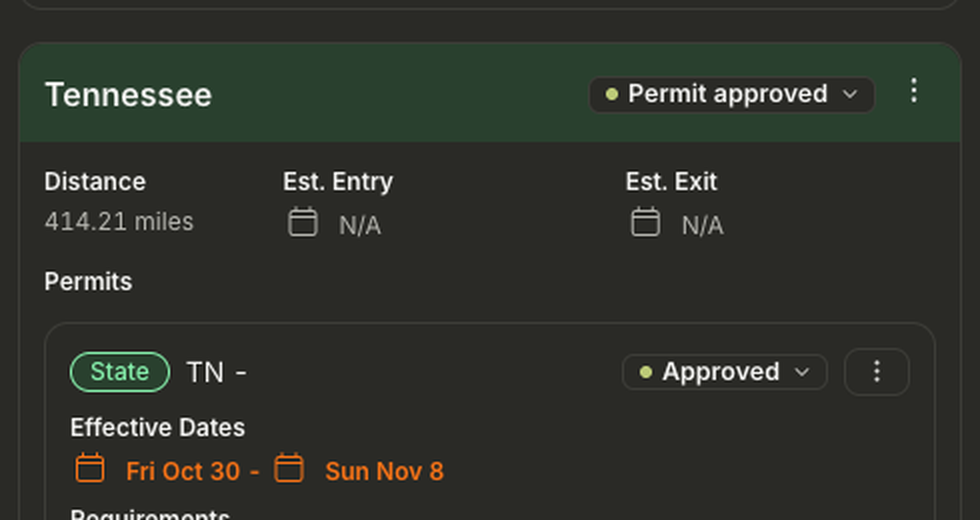 Tennessee
Permit approved
Distance
Est. Entry
Est. Exit
414.21 miles
N/A
N/A
Permits
State
TN -
Approved
Effective Dates
Fri Oct 30 - Sun Nov 8
Requirements